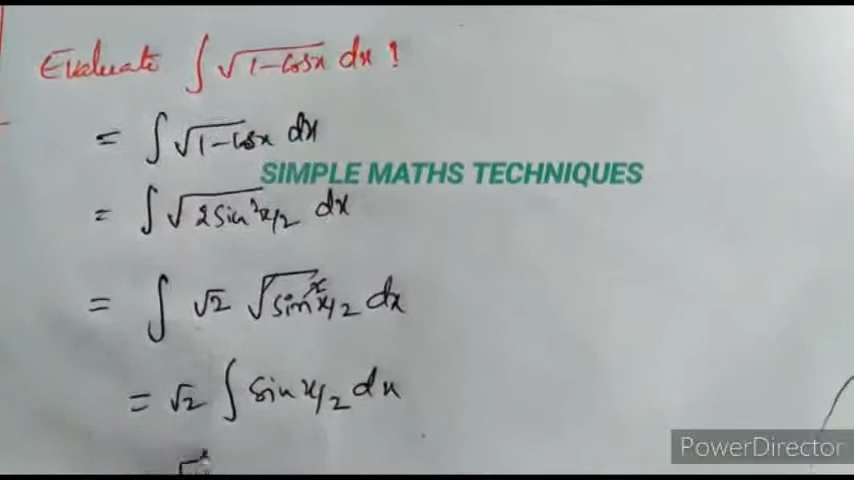 Evaluate ∫ √1-cosx dx !
= ∫ √1-cosx dx
SIMPLE MATHS TECHNIQUES
= ∫ √2sin²x/2 dx
= ∫ √2 √sin²x/2 dx
= √2 ∫ sin x/2 dx
PowerDirector